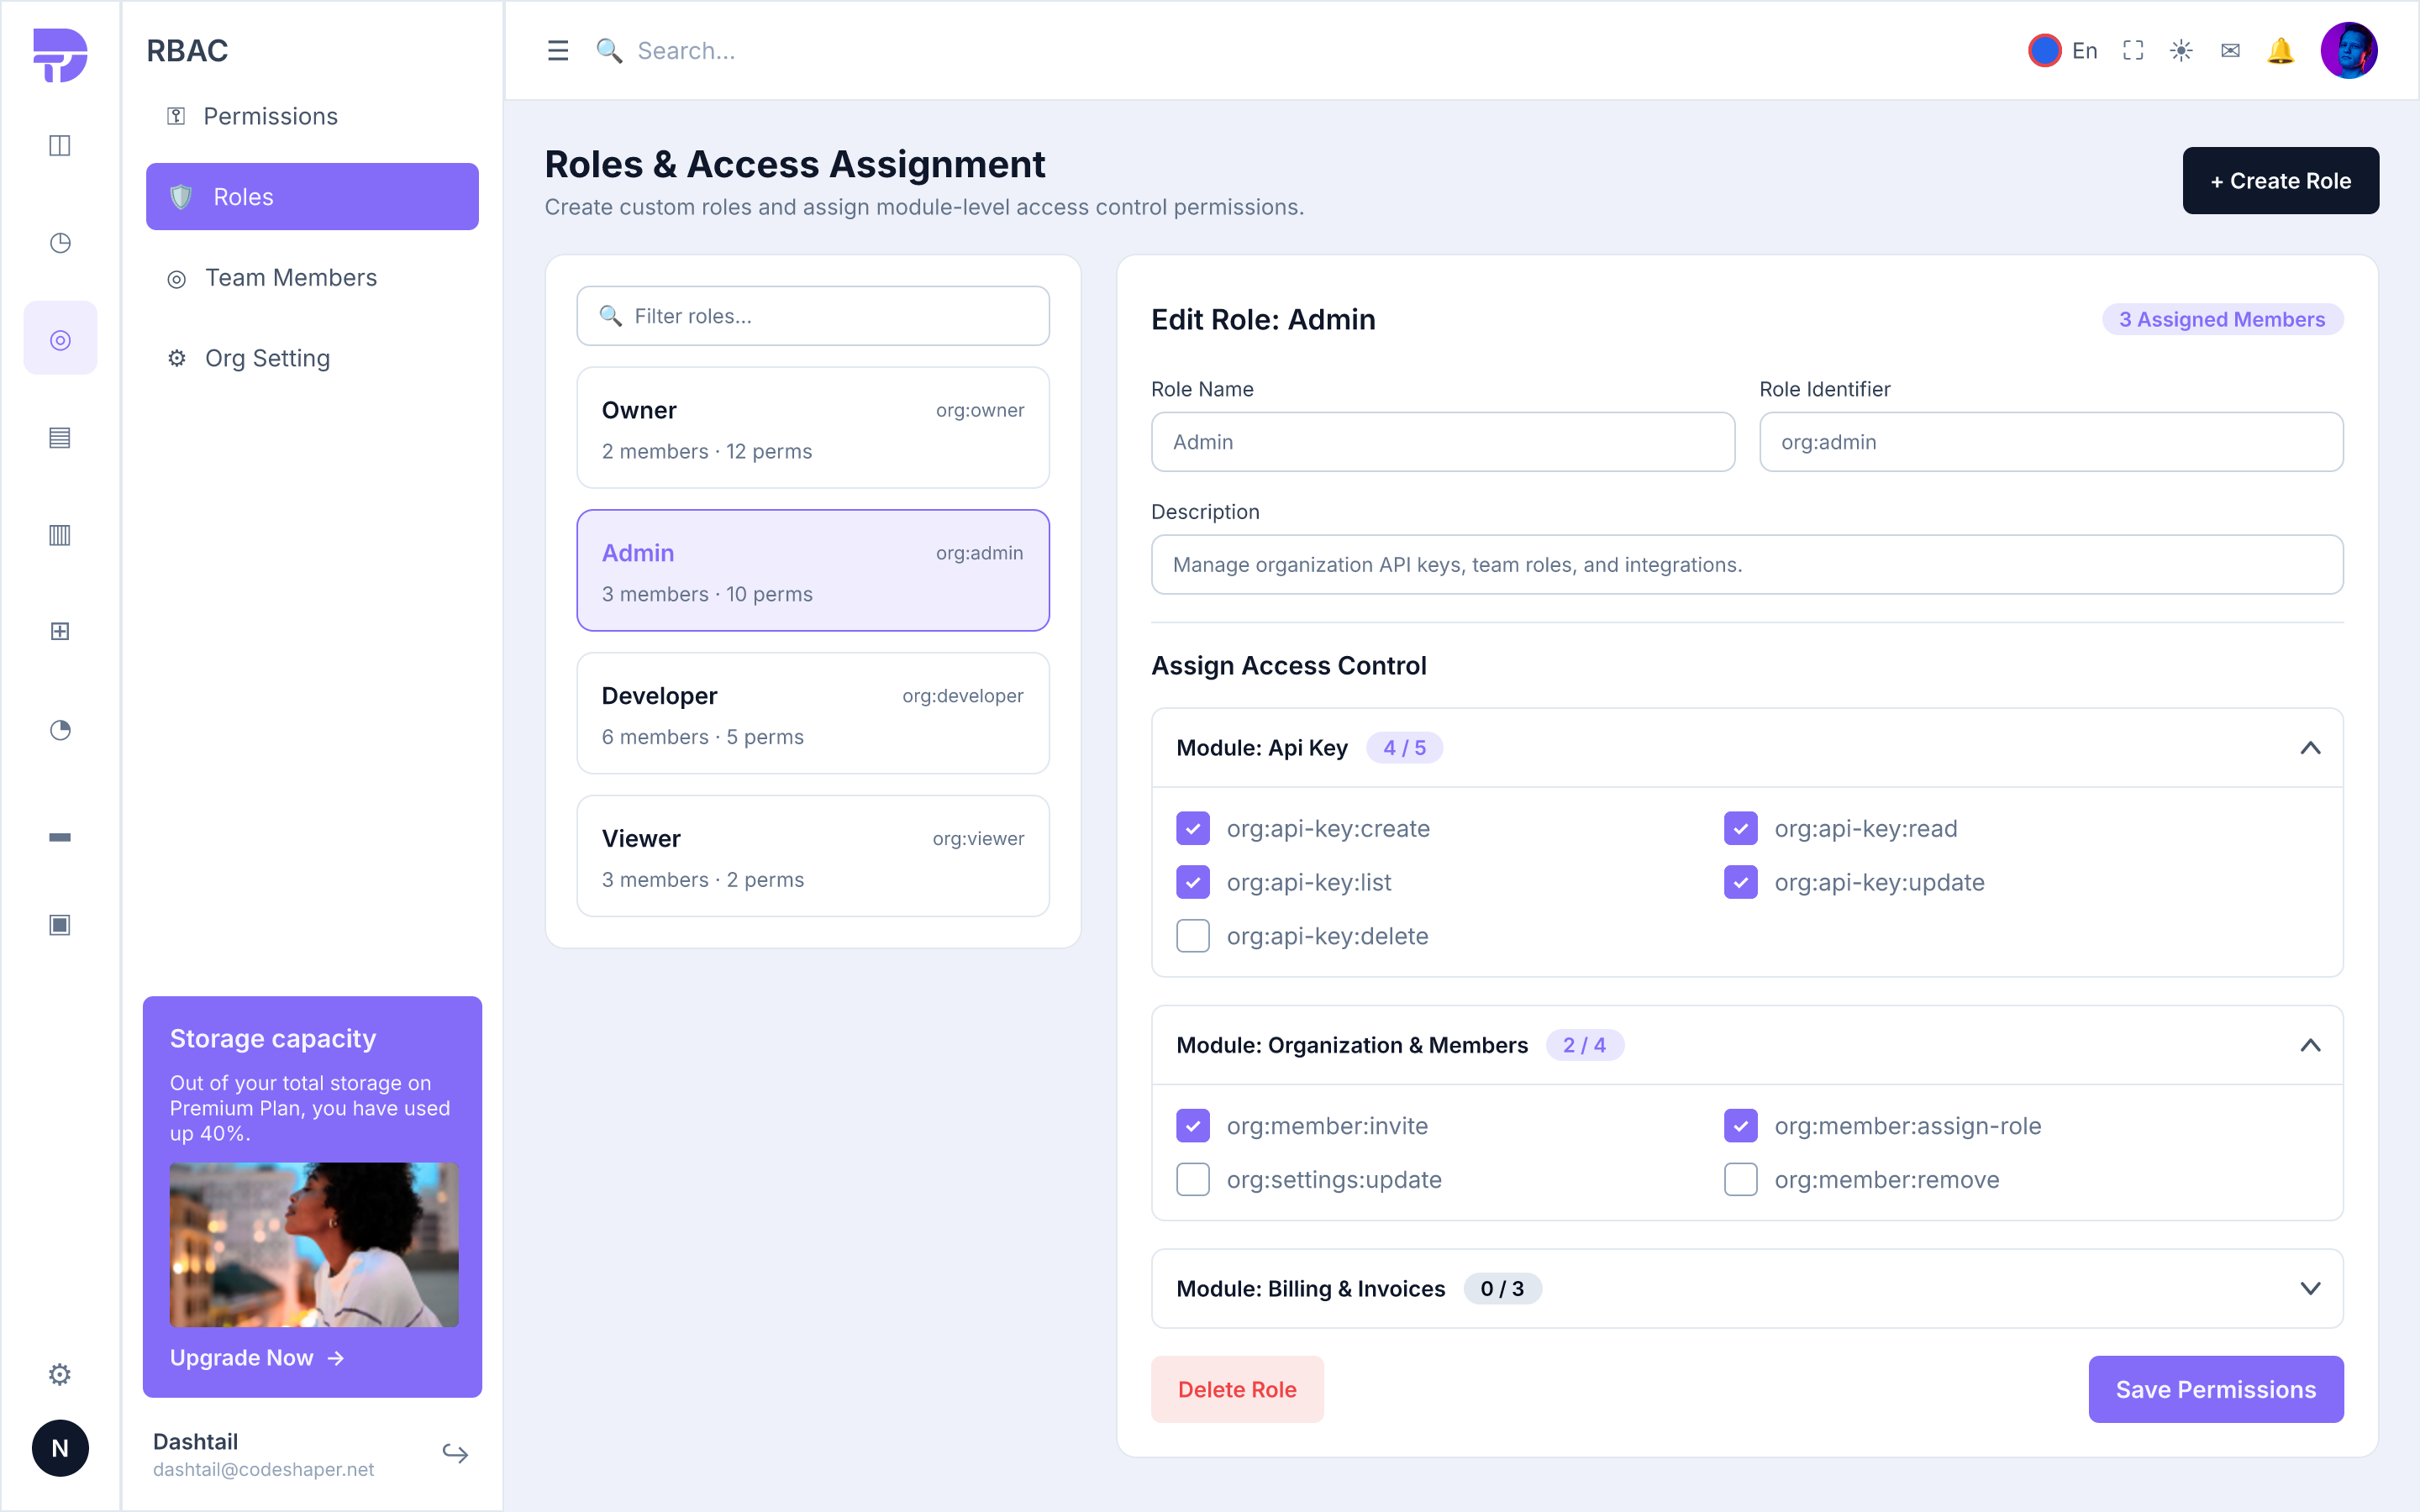 RBAC
Permissions
Roles
Team Members
Org Setting
Storage capacity
Out of your total storage on
Premium Plan, you have used
up 40%.
Upgrade Now →
N
Dashtail
dashtail@codeshaper.net
Search...
En
Roles & Access Assignment
Create custom roles and assign module-level access control permissions.
+ Create Role
Filter roles...
Owner
org:owner
2 members · 12 perms
Admin
org:admin
3 members · 10 perms
Developer
org:developer
6 members · 5 perms
Viewer
org:viewer
3 members · 2 perms
Edit Role: Admin
3 Assigned Members
Role Name
Role Identifier
Admin
org:admin
Description
Manage organization API keys, team roles, and integrations.
Assign Access Control
Module: Api Key
4 / 5
org:api-key:create
org:api-key:read
org:api-key:list
org:api-key:update
org:api-key:delete
Module: Organization & Members
2 / 4
org:member:invite
org:member:assign-role
org:settings:update
org:member:remove
Module: Billing & Invoices
0 / 3
Delete Role
Save Permissions